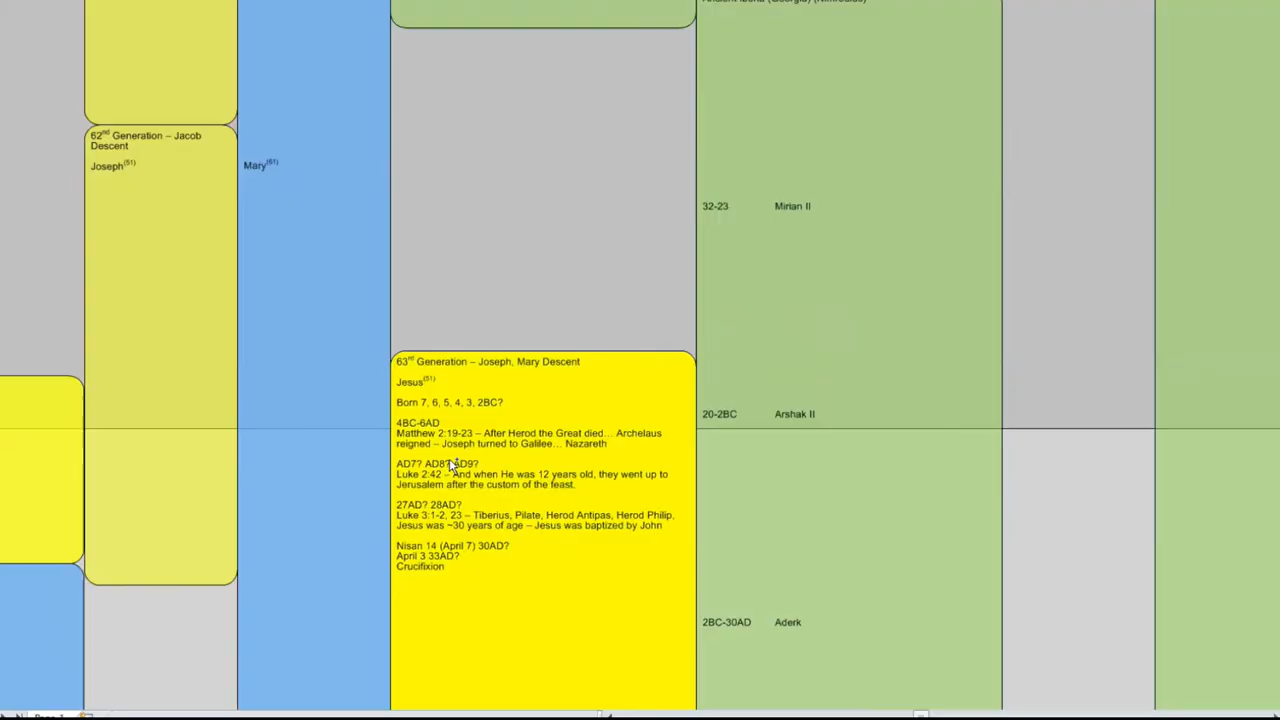 62nd Generation – Jacob
Descent
Joseph(51)
Mary(61)
63rd Generation – Joseph, Mary Descent
Jesus(51)
Born 7, 6, 5, 4, 3, 2BC?
4BC-6AD
Matthew 2:19-23 – After Herod the Great died… Archelaus
reigned – Joseph turned to Galilee… Nazareth
AD7? AD8? AD9?
Luke 2:42 – And when He was 12 years old, they went up to
Jerusalem after the custom of the feast.
27AD? 28AD?
Luke 3:1-2, 23 – Tiberius, Pilate, Herod Antipas, Herod Philip,
Jesus was ~30 years of age – Jesus was baptized by John
Nisan 14 (April 7) 30AD?
April 3 33AD?
Crucifixion
32-23 Mirian II
20-2BC Arshak II
2BC-30AD Aderk